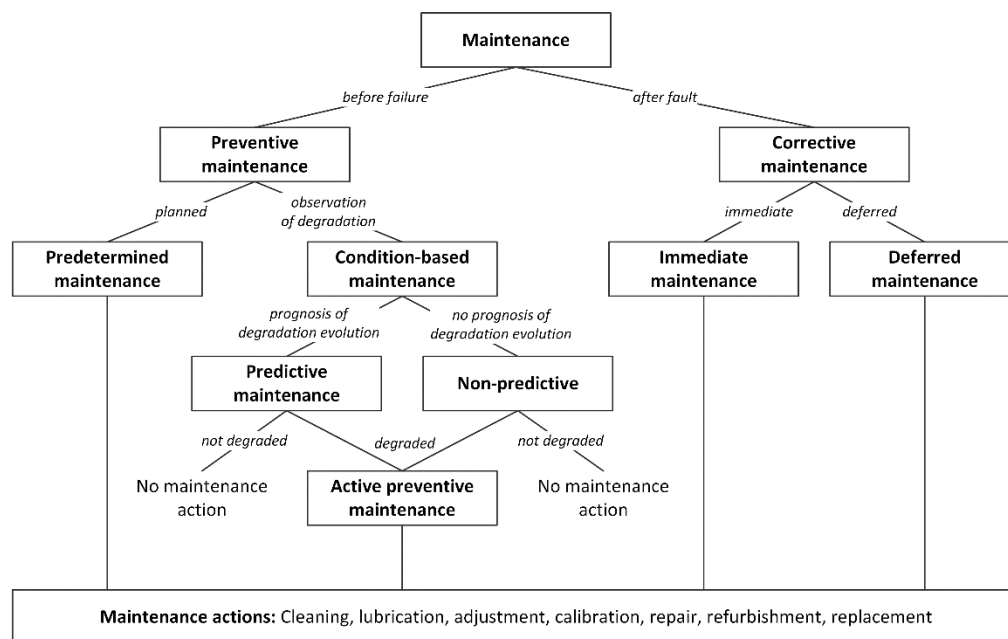 Maintenance
before failure
after fault
Preventive
maintenance
Corrective
maintenance
planned
observation
of degradation
immediate
deferred
Predetermined
maintenance
Condition-based
maintenance
Immediate
maintenance
Deferred
maintenance
prognosis of
degradation evolution
no prognosis of
degradation evolution
Predictive
maintenance
Non-predictive
not degraded
degraded
not degraded
No maintenance
action
Active preventive
maintenance
No maintenance
action
Maintenance actions: Cleaning, lubrication, adjustment, calibration, repair, refurbishment, replacement